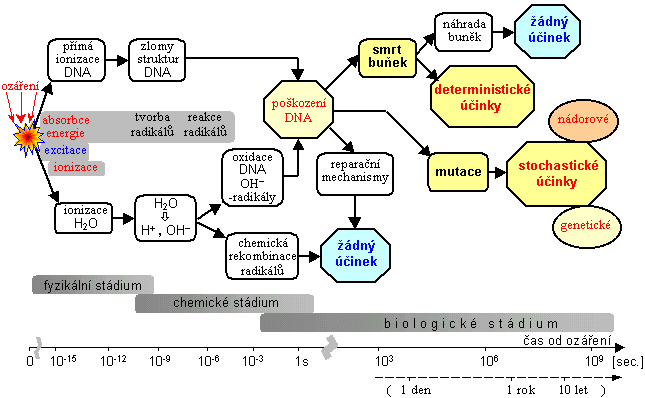 ozáření
přímá
ionizace
DNA
zlomy
struktur
DNA
absorbce
energie
excitace
ionizace
tvorba
radikálů
reakce
radikálů
ionizace
H2O
H2O
⇩
H+ , OH–
oxidace
DNA
OH–
-radikály
chemická
rekombinace
radikálů
poškození
DNA
smrt
buňek
náhrada
buněk
žádný
účinek
deterministické
účinky
reparační
mechanismy
žádný
účinek
mutace
stochastické
účinky
nádorové
genetické
fyzikální stádium
chemické stádium
biologické stádium
čas od ozáření
0 10-15 10-12 10-9 10-6 10-3 1s 103 106 109 [sec.]
( 1 den 1 rok 10 let )